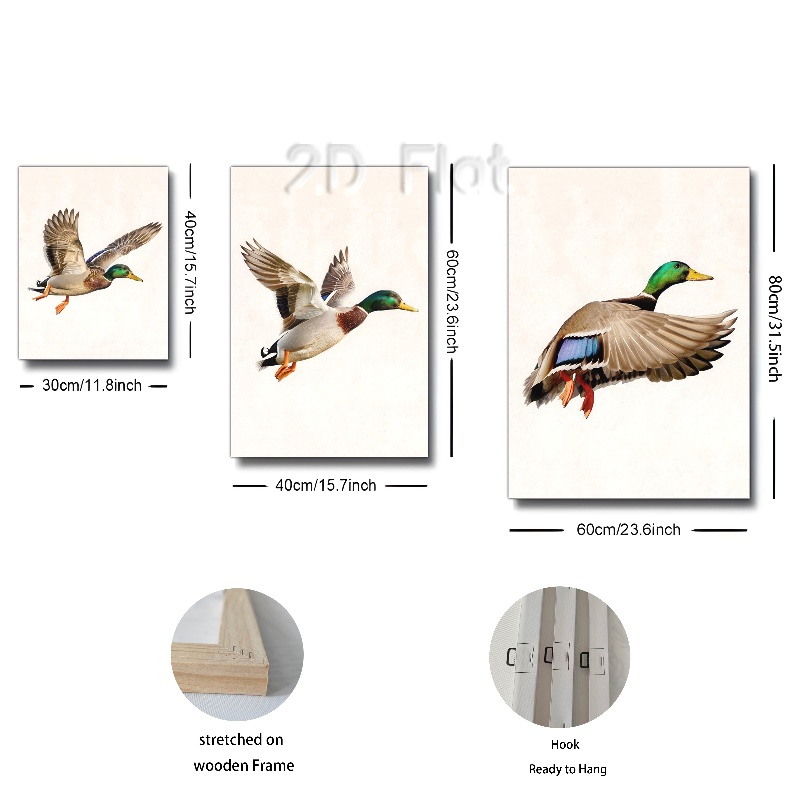 2D Flat
40cm/15.7inch
30cm/11.8inch
60cm/23.6inch
40cm/15.7inch
80cm/31.5inch
60cm/23.6inch
stretched on
wooden Frame
Hook
Ready to Hang